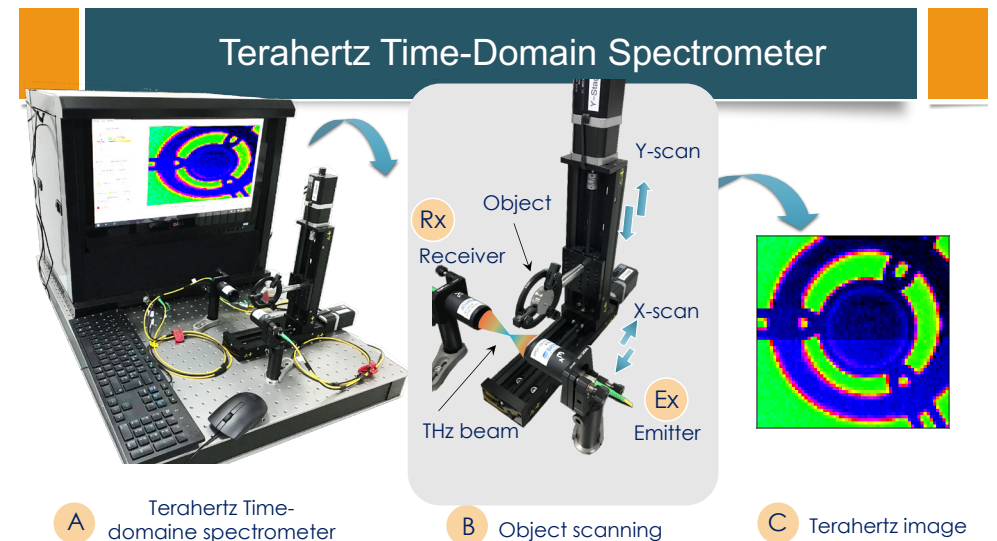 Terahertz Time-Domain Spectrometer
Y-Sta
Y-scan
Object
Rx
Receiver
X-scan
Ex
THz beam
Emitter
A
Terahertz Time-
domaine spectrometer
B
Object scanning
C
Terahertz image